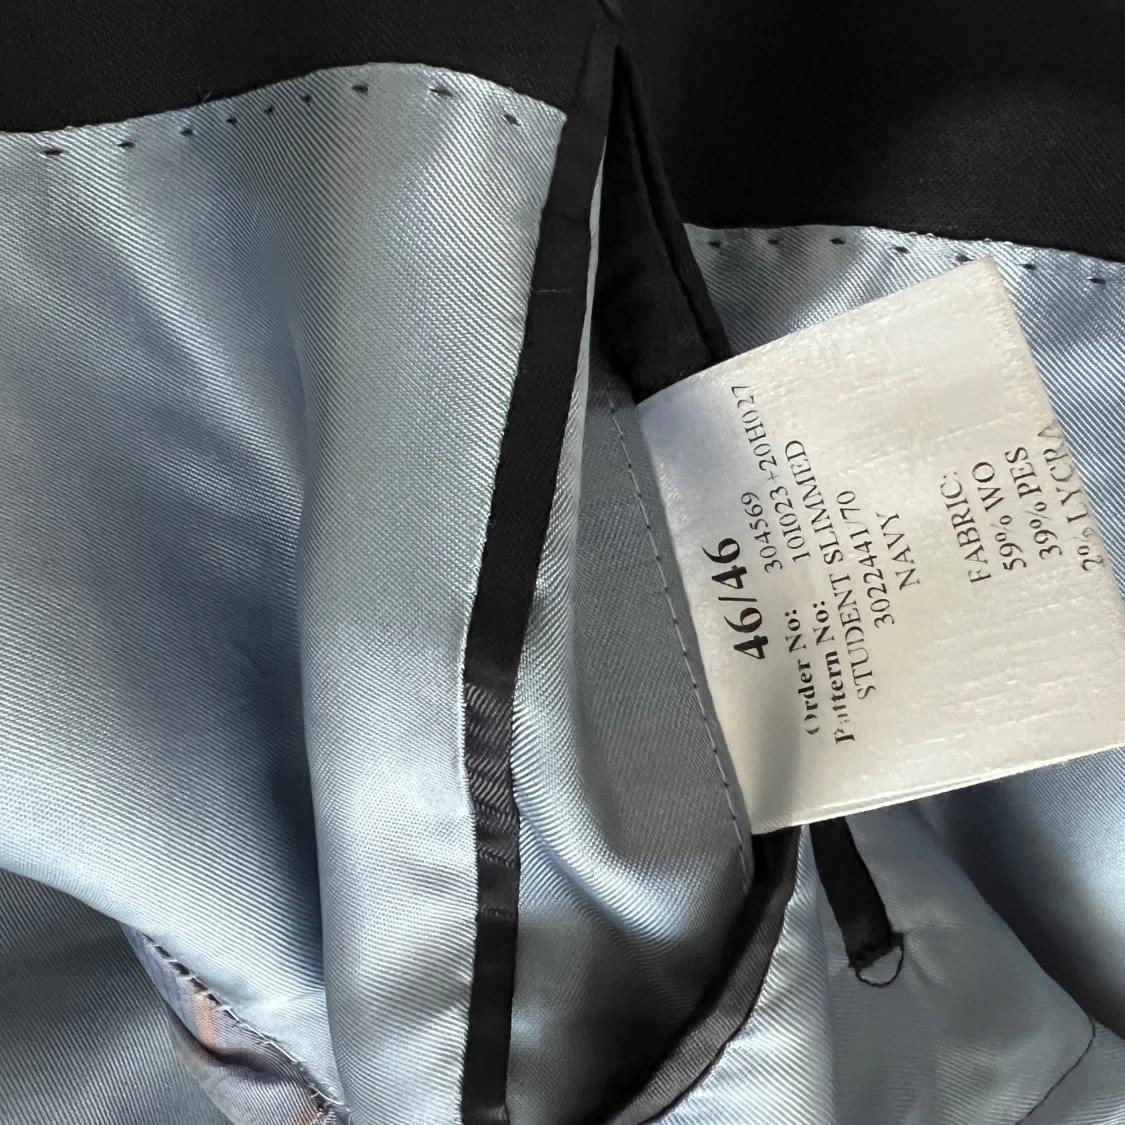 46/46
304569
Order No: 101023+20H027
Pattern No:
STUDENT SLIMMED
3022441/70
NAVY
FABRIC:
59% WO
39% PES
2% LYCRA